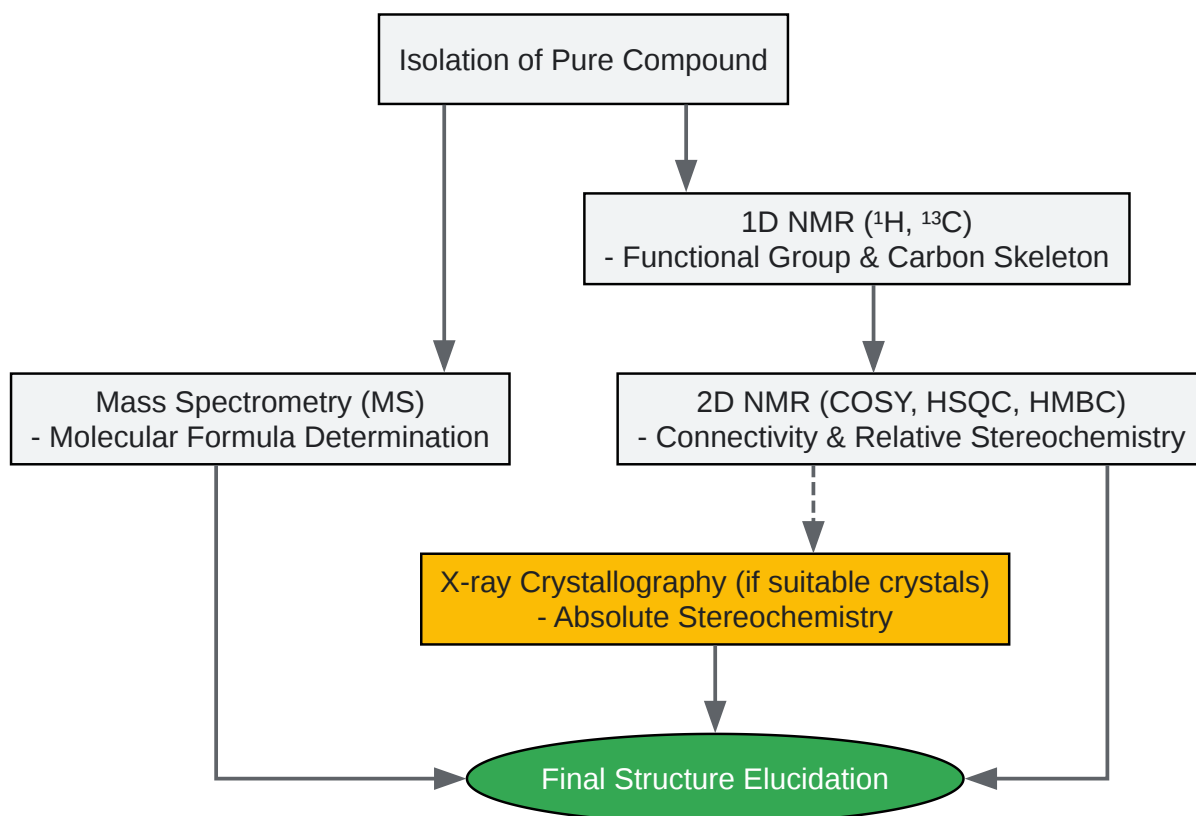 Isolation of Pure Compound
1D NMR (¹H, ¹³C)
- Functional Group & Carbon Skeleton
Mass Spectrometry (MS)
- Molecular Formula Determination
2D NMR (COSY, HSQC, HMBC)
- Connectivity & Relative Stereochemistry
X-ray Crystallography (if suitable crystals)
- Absolute Stereochemistry
Final Structure Elucidation